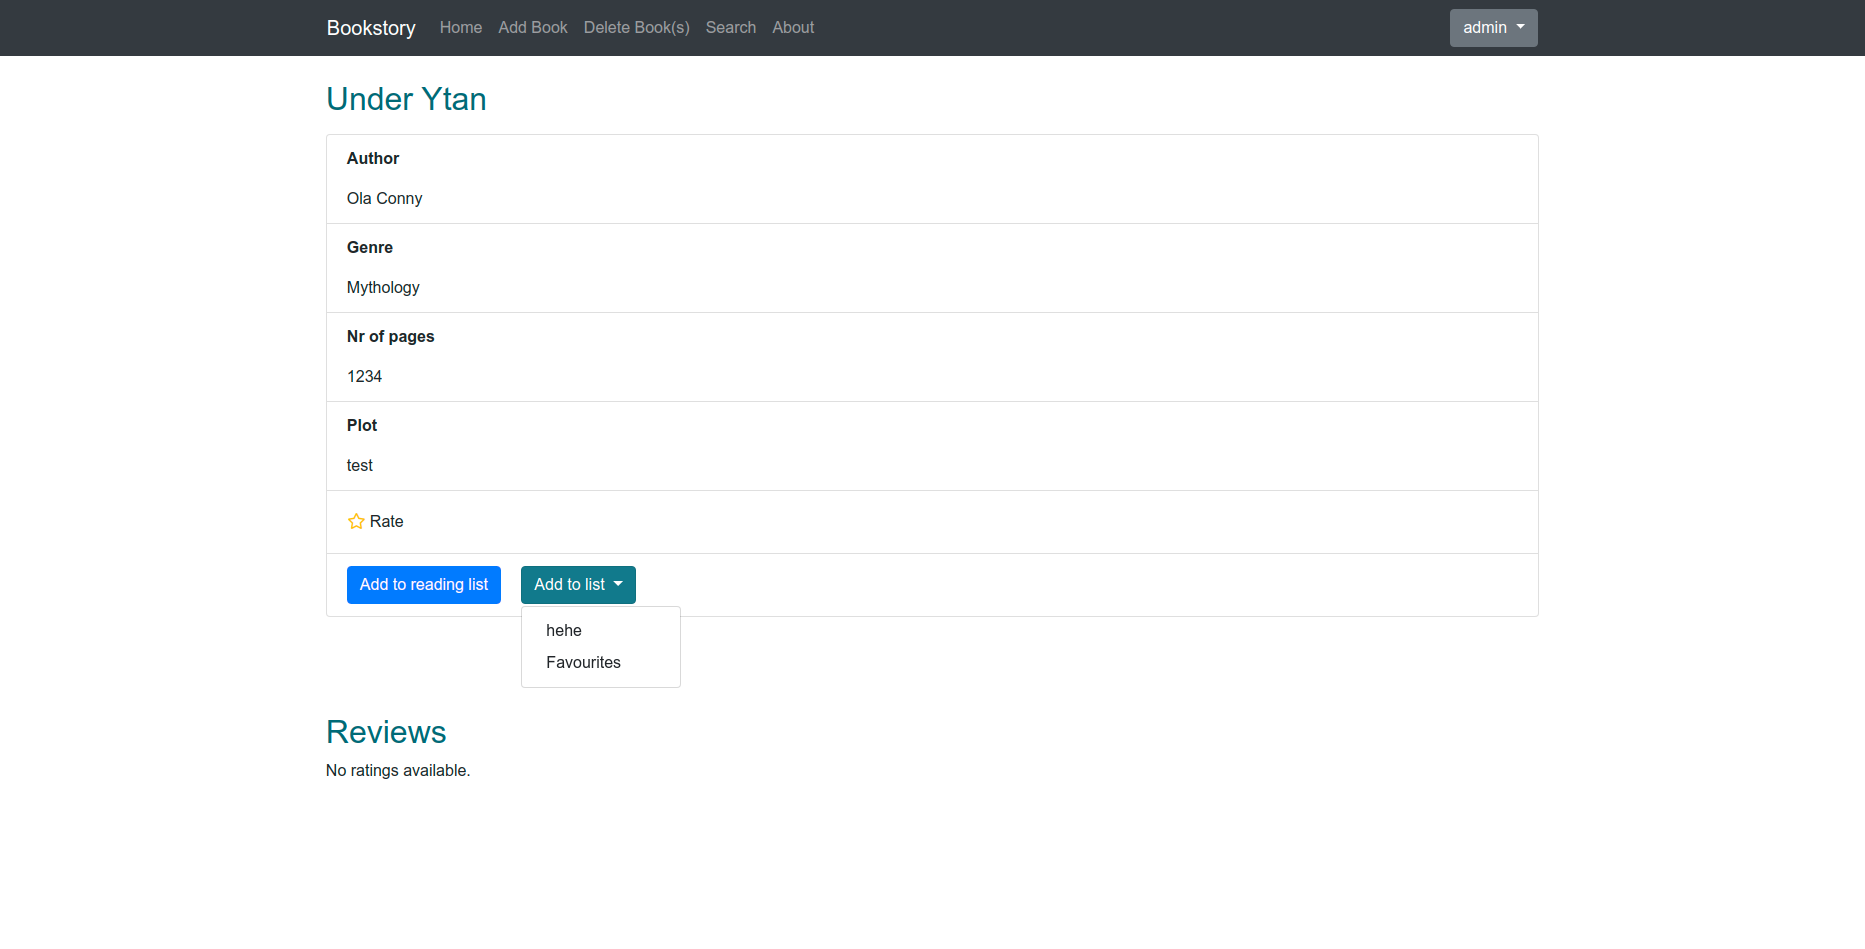 Bookstory Home Add Book Delete Book(s) Search About admin
Under Ytan
Author
Ola Conny
Genre
Mythology
Nr of pages
1234
Plot
test
Rate
Add to reading list Add to list
hehe
Favourites
Reviews
No ratings available.